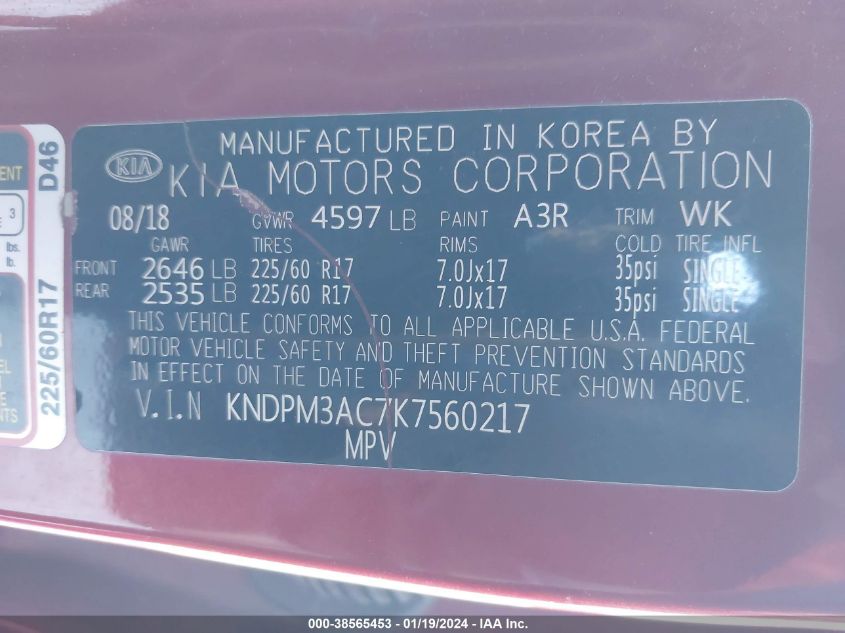 MANUFACTURED IN KOREA BY
KIA KIA MOTORS CORPORATION
08/18 GVWR 4597 LB PAINT A3R TRIM WK
GAWR TIRES RIMS COLD TIRE INFL
FRONT 2646 LB 225/60 R17 7.0Jx17 35psi SINGLE
REAR 2535 LB 225/60 R17 7.0Jx17 35psi SINGLE
THIS VEHICLE CONFORMS TO ALL APPLICABLE U.S.A. FEDERAL
MOTOR VEHICLE SAFETY AND THEFT PREVENTION STANDARDS
IN EFFECT ON THE DATE OF MANUFACTURE SHOWN ABOVE.
V.I.N KNDPM3AC7K7560217
MPV
225/60R17 D46
3
lbs.
lb.
000-38565453 - 01/19/2024 - IAA Inc.